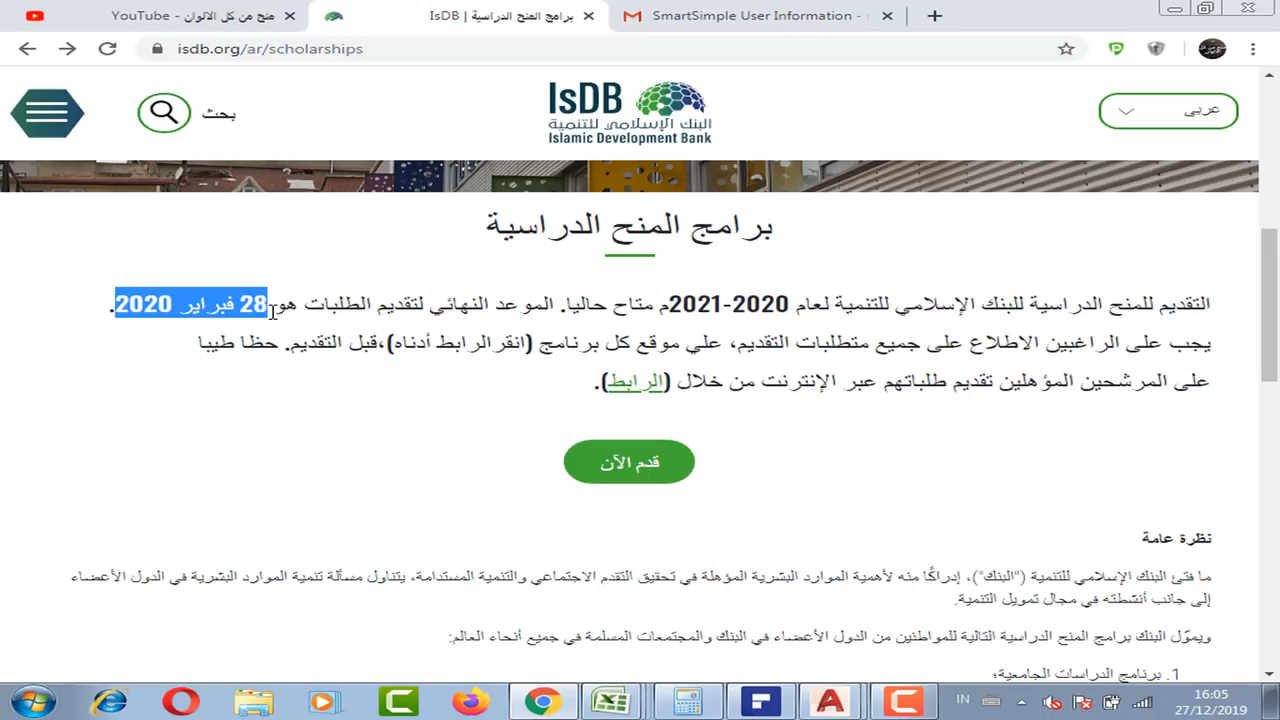 منح من كل الالوان - YouTube
برامج المنح الدراسية | IsDB
SmartSimple User Information -
isdb.org/ar/scholarships
بحث
IsDB
البنك الإسلامي للتنمية
Islamic Development Bank
عربى
برامج المنح الدراسية
التقديم للمنح الدراسية للبنك الإسلامي للتنمية لعام 2020-2021م متاح حاليا. الموعد النهائي لتقديم الطلبات هو 28 فبراير 2020.
يجب على الراغبين الاطلاع على جميع متطلبات التقديم، علي موقع كل برنامج (انقرالرابط أدناه)،قبل التقديم. حظا طيبا
على المرشحين المؤهلين تقديم طلباتهم عبر الإنترنت من خلال (الرابط).
قدم الآن
نظرة عامة
ما فتئ البنك الإسلامي للتنمية ("البنك")، إدراكًا منه لأهمية الموارد البشرية المؤهلة في تحقيق التقدم الاجتماعي والتنمية المستدامة، يتناول مسألة تنمية الموارد البشرية في الدول الأعضاء
إلى جانب أنشطته في مجال تمويل التنمية.
ويموّل البنك برامج المنح الدراسية التالية للمواطنين من الدول الأعضاء في البنك والمجتمعات المسلمة في جميع أنحاء العالم:
1. برنامج الدراسات الجامعية؛
IN
16:05
27/12/2019